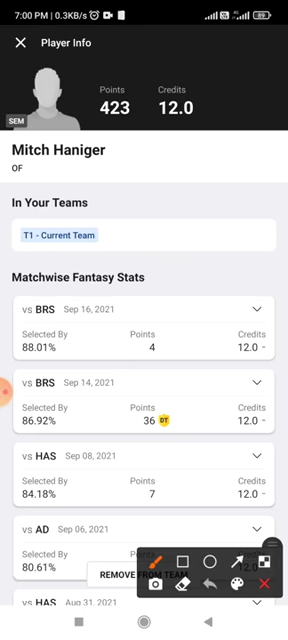 7:00 PM | 0.3KB/s
89
Player Info
Points
Credits
423
12.0
SEM
Mitch Haniger
OF
In Your Teams
T1 - Current Team
Matchwise Fantasy Stats
vs BRS Sep 16, 2021
Selected By Points Credits
88.01% 4 12.0 -
vs BRS Sep 14, 2021
Selected By Points Credits
86.92% 36 DT 12.0 -
vs HAS Sep 08, 2021
Selected By Points Credits
84.18% 7 12.0 -
vs AD Sep 06, 2021
Selected By
80.61% 12.0
REMOVE FROM TEAM
vs HAS Aug 31, 2021